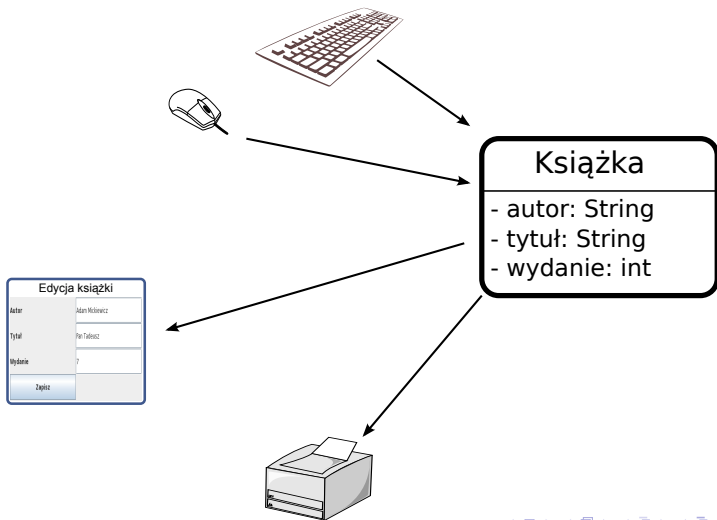 Książka
- autor: String
- tytuł: String
- wydanie: int
Edycja książki
Autor Adam Mickiewicz
Tytuł Pan Tadeusz
Wydanie 7
Zapisz